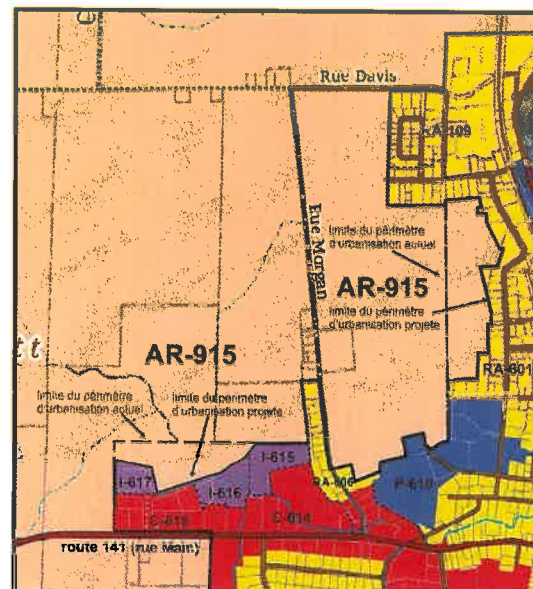 Rue Davis
RA-109
Rue Morgan
limite du périmètre
d'urbanisation actuel
AR-915
limite du périmètre
d'urbanisation projeté
tt
AR-915
RA-601
limite du périmètre
d'urbanisation actuel
limite du périmètre
d'urbanisation projeté
I-615
I-617
I-616
RA-606
P-610
C-614
route 141 (rue Main)